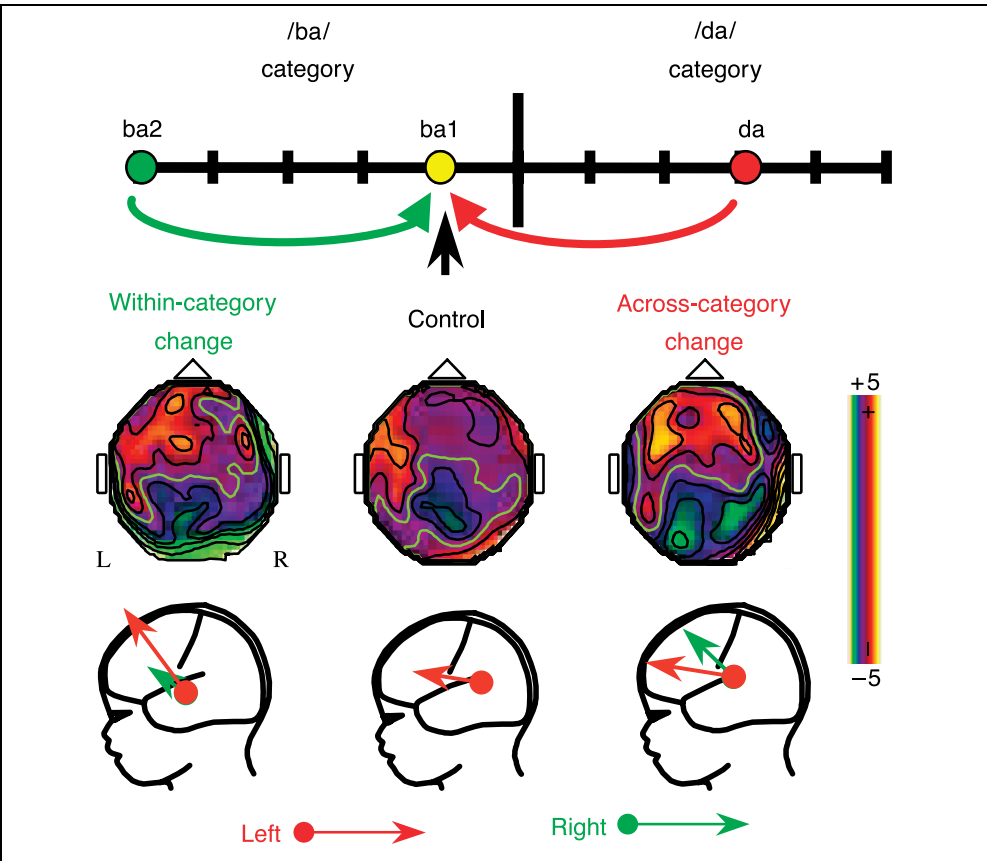 /ba/
category
/da/
category
ba2
ba1
da
Within-category
change
Control
Across-category
change
+5
+
L
R
–
−5
Left
Right